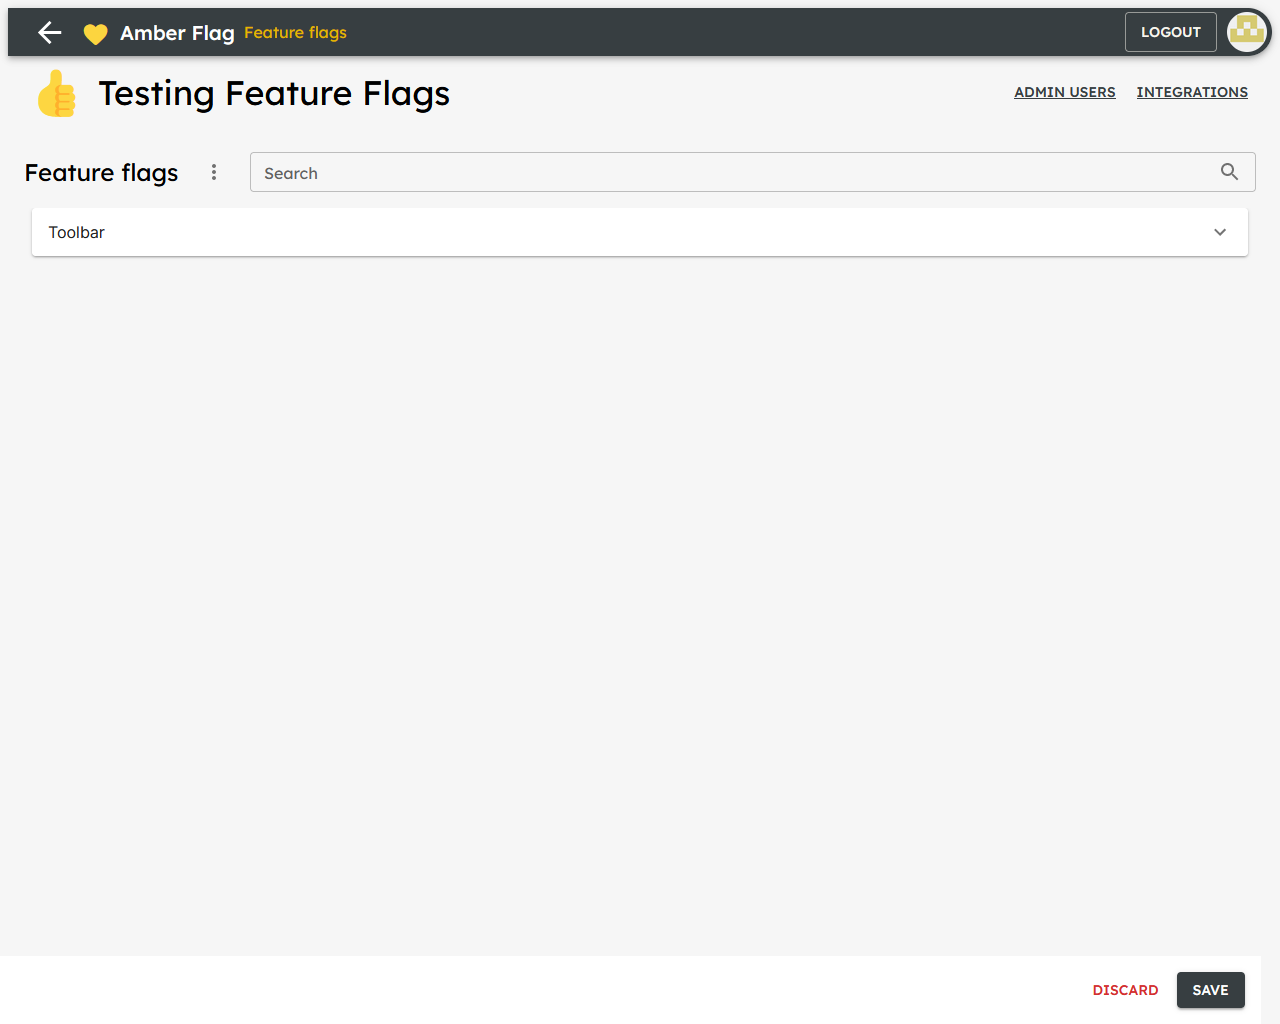 Amber Flag Feature flags LOGOUT
Testing Feature Flags ADMIN USERS INTEGRATIONS
Feature flags Search
Toolbar
DISCARD SAVE